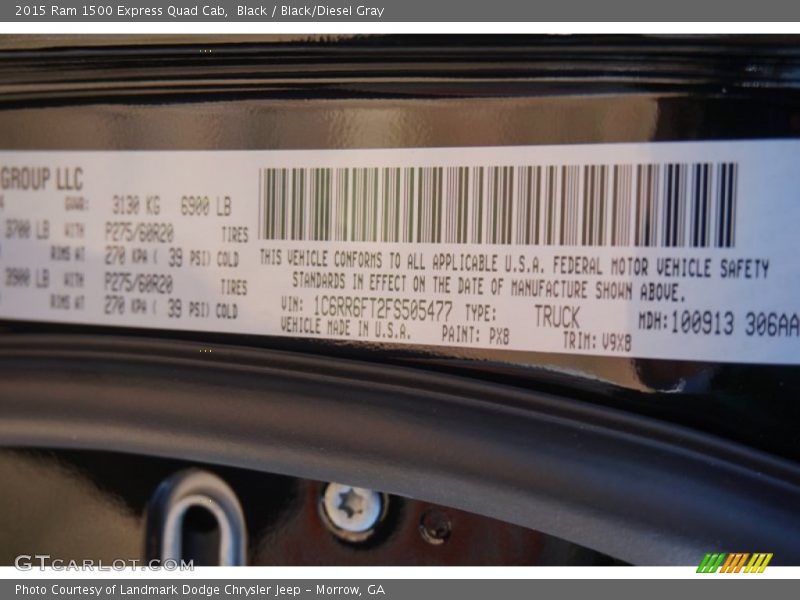 2015 Ram 1500 Express Quad Cab,  Black / Black/Diesel Gray
GROUP LLC
GVWR: 3130 KG 6900 LB
3700 LB WITH P275/60R20 TIRES
RIMS AT 270 KPA ( 39 PSI) COLD
3900 LB WITH P275/60R20 TIRES
RIMS AT 270 KPA ( 39 PSI) COLD
THIS VEHICLE CONFORMS TO ALL APPLICABLE U.S.A. FEDERAL MOTOR VEHICLE SAFETY
STANDARDS IN EFFECT ON THE DATE OF MANUFACTURE SHOWN ABOVE.
VIN: 1C6RR6FT2FS505477 TYPE: TRUCK MDH:100913 306AA
VEHICLE MADE IN U.S.A. PAINT: PX8 TRIM: V9X8
GTCARLOT.COM
Photo Courtesy of Landmark Dodge Chrysler Jeep – Morrow, GA